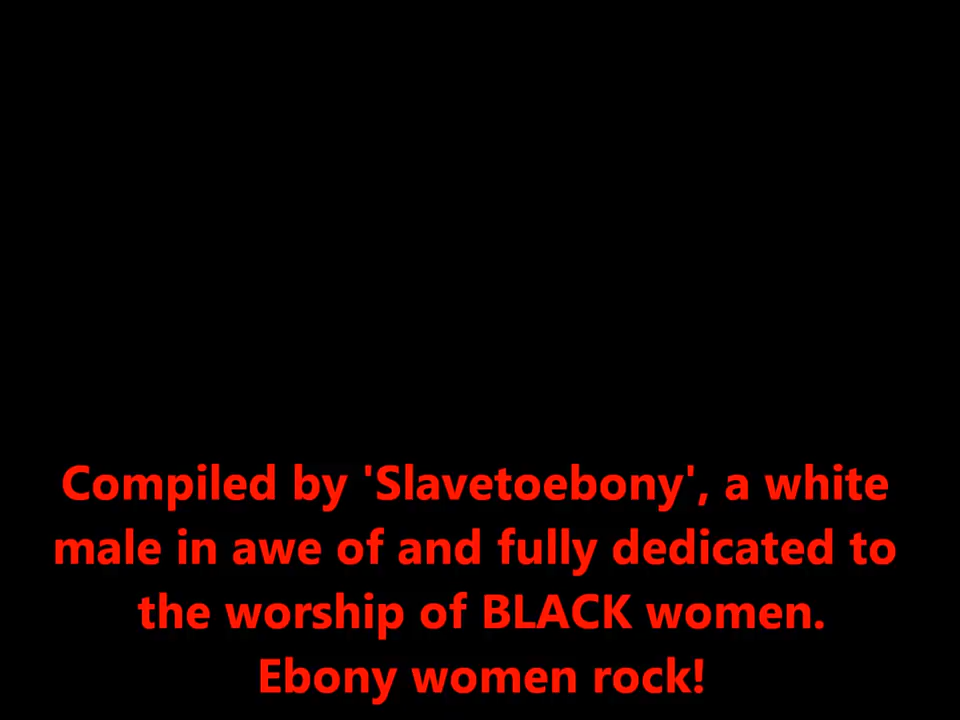 Compiled by 'Slavetoebony', a white
male in awe of and fully dedicated to
the worship of BLACK women.
Ebony women rock!